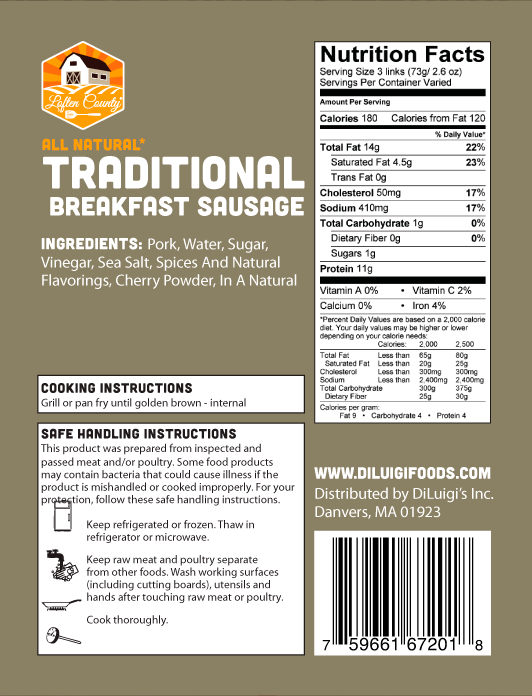 Loflen County
ALL NATURAL*
TRADITIONAL
BREAKFAST SAUSAGE
INGREDIENTS: Pork, Water, Sugar,
Vinegar, Sea Salt, Spices And Natural
Flavorings, Cherry Powder, In A Natural
COOKING INSTRUCTIONS
Grill or pan fry until golden brown - internal
SAFE HANDLING INSTRUCTIONS
This product was prepared from inspected and
passed meat and/or poultry. Some food products
may contain bacteria that could cause illness if the
product is mishandled or cooked improperly. For your
protection, follow these safe handling instructions.
Keep refrigerated or frozen. Thaw in
refrigerator or microwave.
Keep raw meat and poultry separate
from other foods. Wash working surfaces
(including cutting boards), utensils and
hands after touching raw meat or poultry.
Cook thoroughly.
Nutrition Facts
Serving Size 3 links (73g/ 2.6 oz)
Servings Per Container Varied
Amount Per Serving
Calories 180 Calories from Fat 120
% Daily Value*
Total Fat 14g 22%
Saturated Fat 4.5g 23%
Trans Fat 0g
Cholesterol 50mg 17%
Sodium 410mg 17%
Total Carbohydrate 1g 0%
Dietary Fiber 0g 0%
Sugars 1g
Protein 11g
Vitamin A 0% • Vitamin C 2%
Calcium 0% • Iron 4%
*Percent Daily Values are based on a 2,000 calorie
diet. Your daily values may be higher or lower
depending on your calorie needs:
Calories: 2,000 2,500
Total Fat Less than 65g 80g
Saturated Fat Less than 20g 25g
Cholesterol Less than 300mg 300mg
Sodium Less than 2,400mg 2,400mg
Total Carbohydrate 300g 375g
Dietary Fiber 25g 30g
Calories per gram:
Fat 9 • Carbohydrate 4 • Protein 4
WWW.DILUIGIFOODS.COM
Distributed by DiLuigi's Inc.
Danvers, MA 01923
7 59661 67201 8